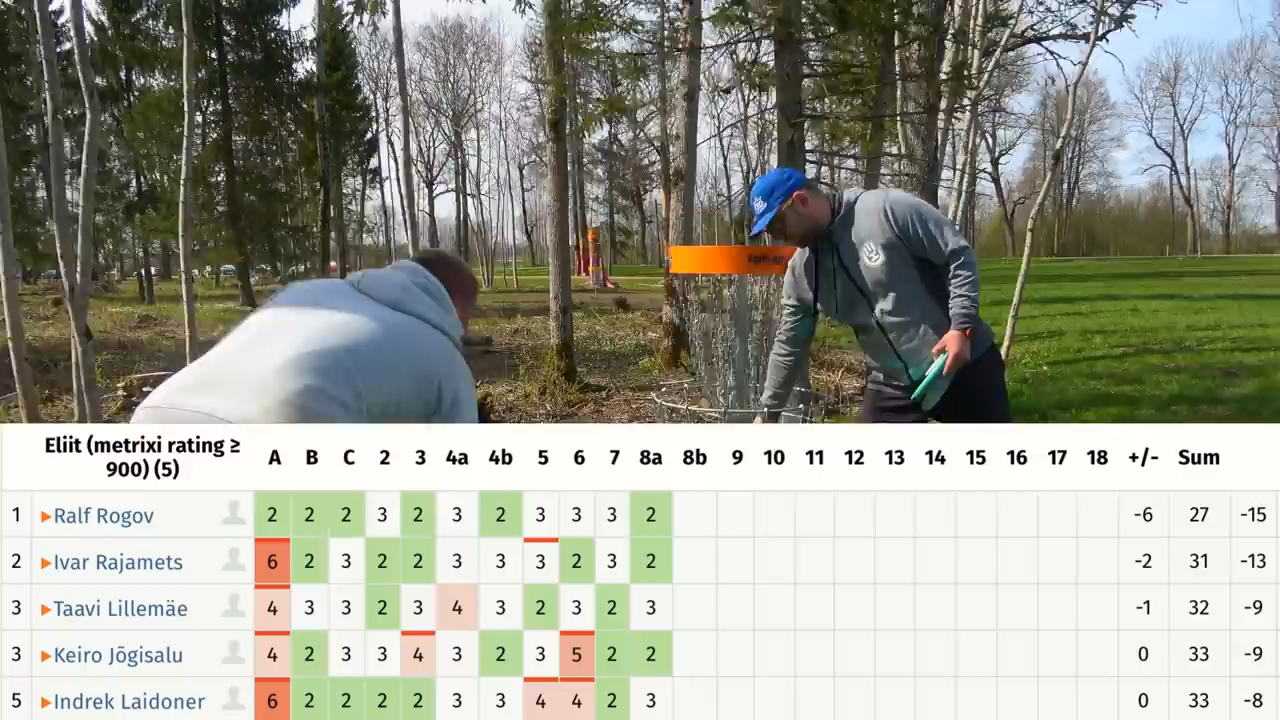 Eliit (metrixi rating ≥ 900) (5) A B C 2 3 4a 4b 5 6 7 8a 8b 9 10 11 12 13 14 15 16 17 18 +/- Sum
1 Ralf Rogov 2 2 2 3 2 3 2 3 3 3 2 -6 27 -15
2 Ivar Rajamets 6 2 3 2 2 3 3 3 2 3 2 -2 31 -13
3 Taavi Lillemäe 4 3 3 2 3 4 3 2 3 2 3 -1 32 -9
3 Keiro Jõgisalu 4 2 3 3 4 3 2 3 5 2 2 0 33 -9
5 Indrek Laidoner 6 2 2 2 2 3 3 4 4 2 3 0 33 -8